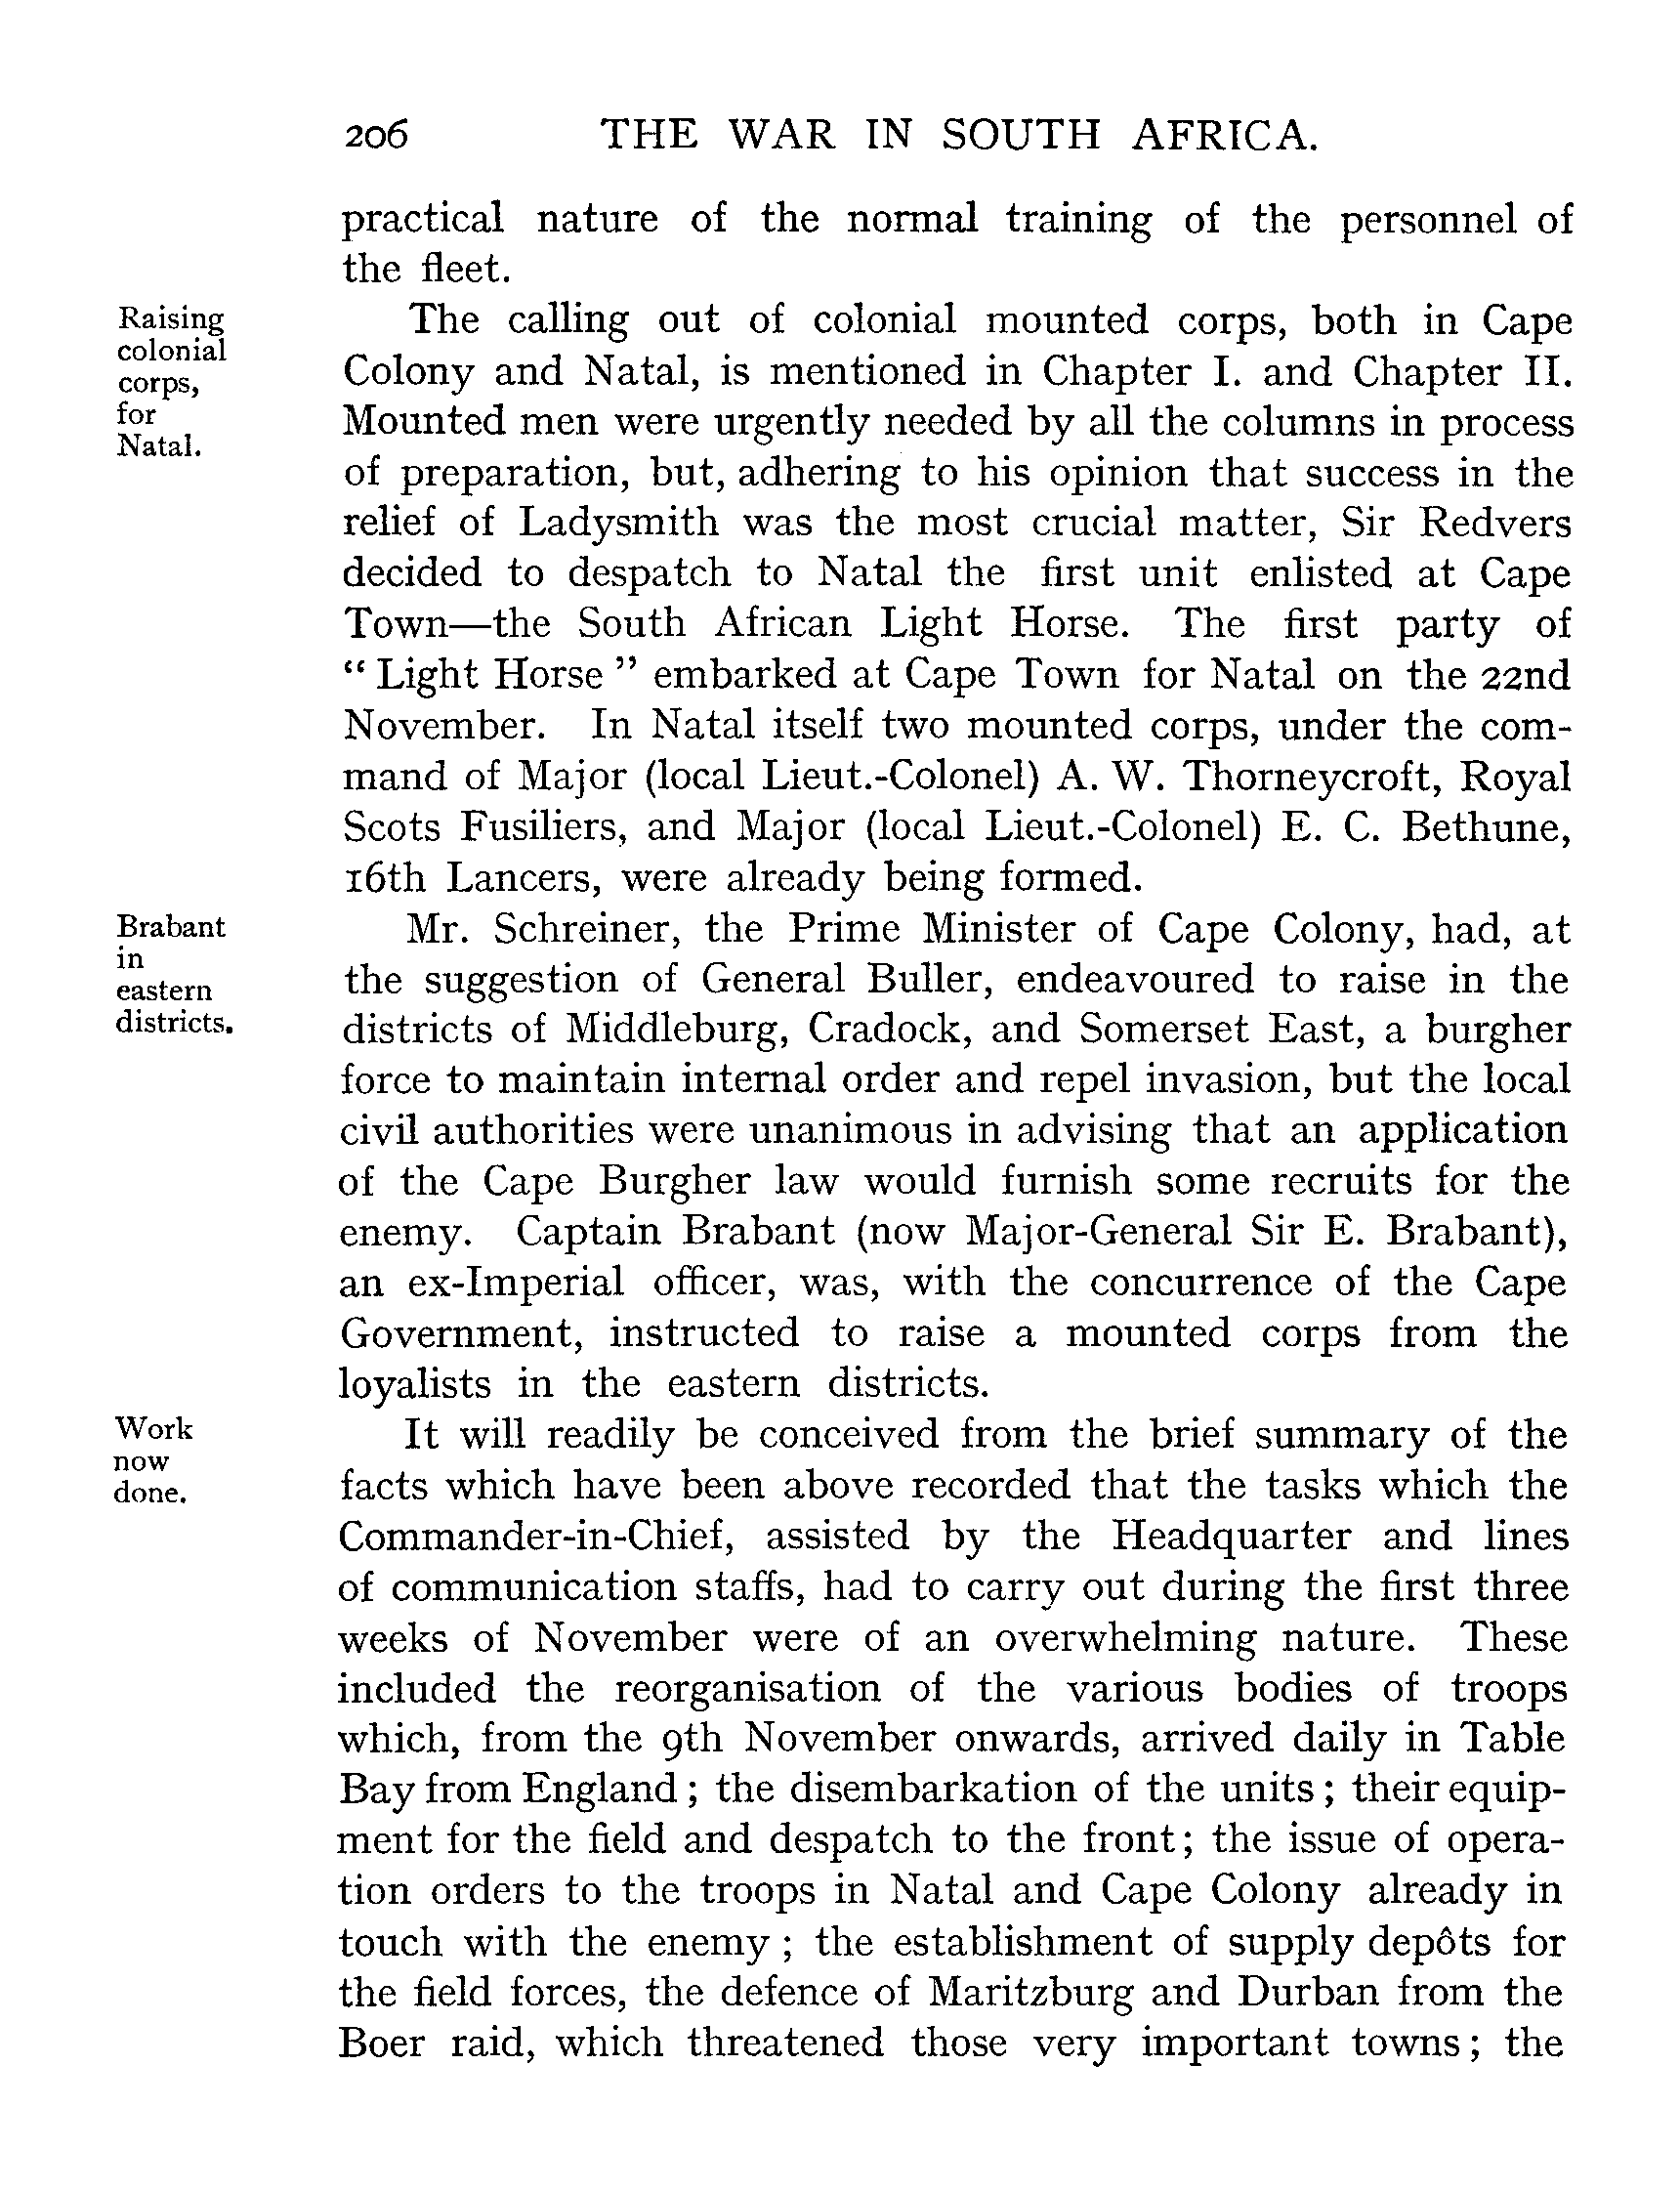 206 THE WAR IN SOUTH AFRICA.
practical nature of the normal training of the personnel of
the fleet.
Raising
colonial
corps,
for
Natal.
The calling out of colonial mounted corps, both in Cape
Colony and Natal, is mentioned in Chapter I. and Chapter II.
Mounted men were urgently needed by all the columns in process
of preparation, but, adhering to his opinion that success in the
relief of Ladysmith was the most crucial matter, Sir Redvers
decided to despatch to Natal the first unit enlisted at Cape
Town—the South African Light Horse. The first party of
“ Light Horse ” embarked at Cape Town for Natal on the 22nd
November. In Natal itself two mounted corps, under the com-
mand of Major (local Lieut.-Colonel) A. W. Thorneycroft, Royal
Scots Fusiliers, and Major (local Lieut.-Colonel) E. C. Bethune,
16th Lancers, were already being formed.
Brabant
in
eastern
districts.
Mr. Schreiner, the Prime Minister of Cape Colony, had, at
the suggestion of General Buller, endeavoured to raise in the
districts of Middleburg, Cradock, and Somerset East, a burgher
force to maintain internal order and repel invasion, but the local
civil authorities were unanimous in advising that an application
of the Cape Burgher law would furnish some recruits for the
enemy. Captain Brabant (now Major-General Sir E. Brabant),
an ex-Imperial officer, was, with the concurrence of the Cape
Government, instructed to raise a mounted corps from the
loyalists in the eastern districts.
Work
now
done.
It will readily be conceived from the brief summary of the
facts which have been above recorded that the tasks which the
Commander-in-Chief, assisted by the Headquarter and lines
of communication staffs, had to carry out during the first three
weeks of November were of an overwhelming nature. These
included the reorganisation of the various bodies of troops
which, from the 9th November onwards, arrived daily in Table
Bay from England ; the disembarkation of the units ; their equip-
ment for the field and despatch to the front ; the issue of opera-
tion orders to the troops in Natal and Cape Colony already in
touch with the enemy ; the establishment of supply depôts for
the field forces, the defence of Maritzburg and Durban from the
Boer raid, which threatened those very important towns ; the